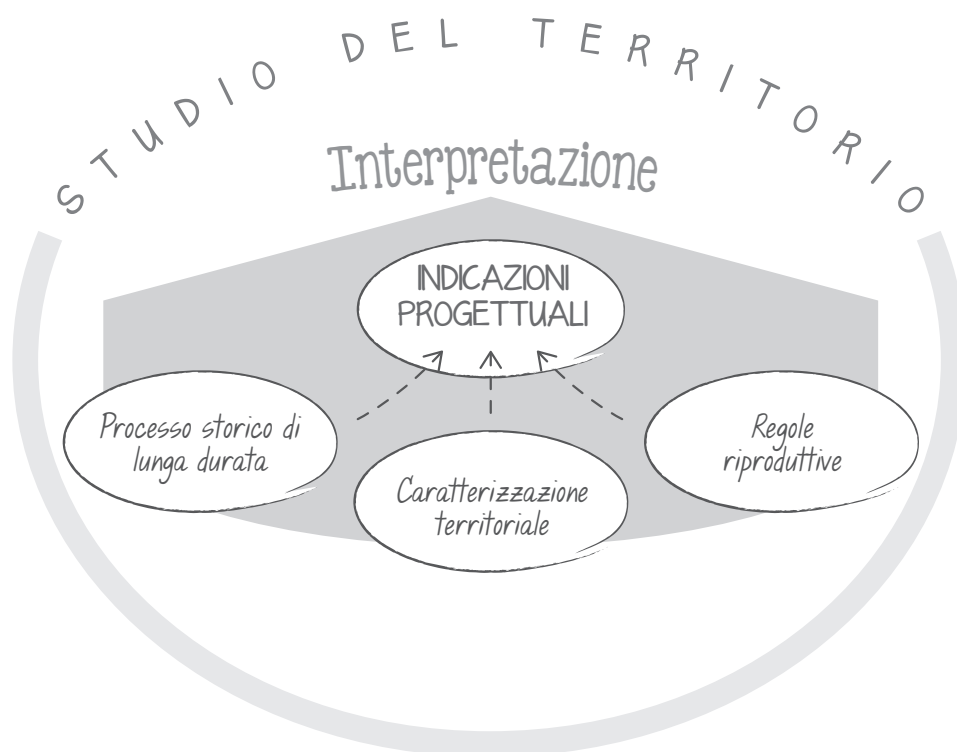 STUDIO DEL TERRITORIO
Interpretazione
INDICAZIONI
PROGETTUALI
Processo storico di
lunga durata
Caratterizzazione
territoriale
Regole
riproduttive